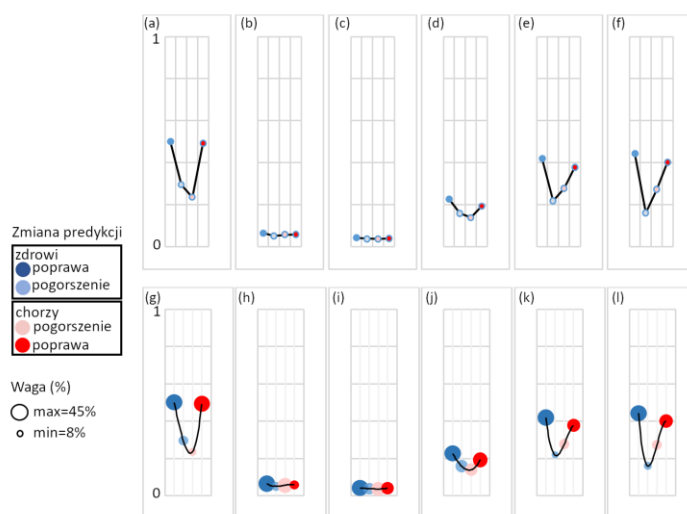 (a) (b) (c) (d) (e) (f)
1
0
Zmiana predykcji
zdrowi
poprawa
pogorszenie
chorzy
pogorszenie
poprawa
Waga (%)
max=45%
min=8%
(g) (h) (i) (j) (k) (l)
1
0